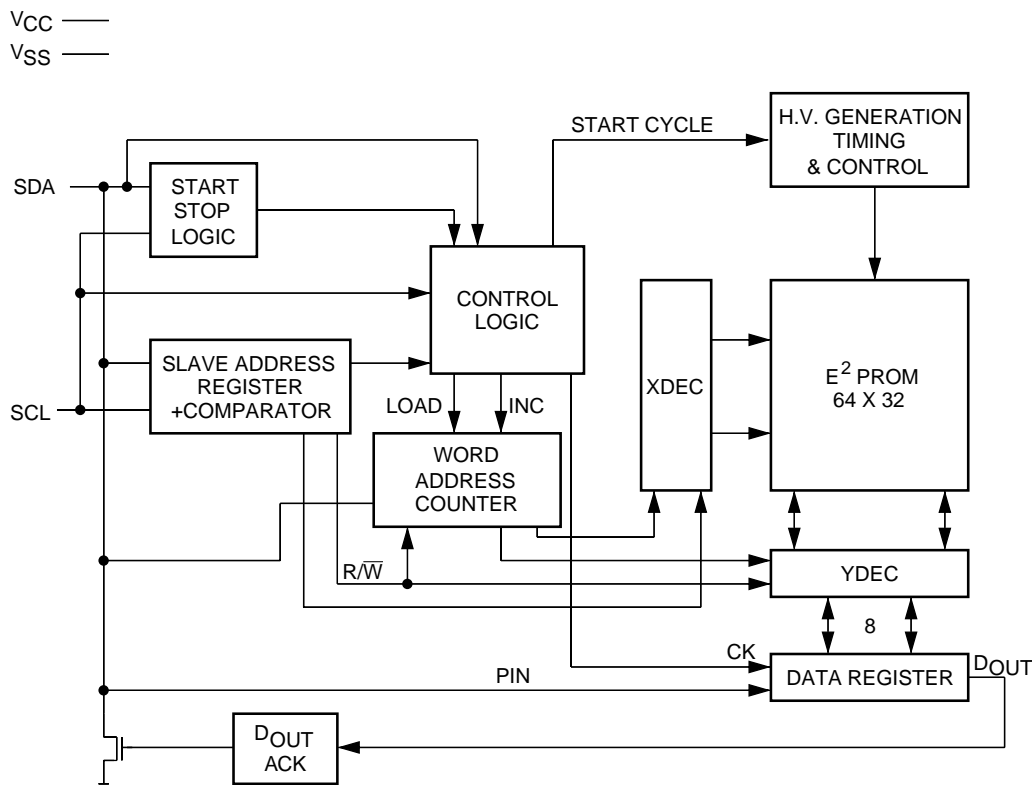 VCC
VSS
START CYCLE
H.V. GENERATION
TIMING
& CONTROL
SDA
START
STOP
LOGIC
CONTROL
LOGIC
SLAVE ADDRESS
REGISTER
+COMPARATOR
SCL
LOAD
INC
XDEC
E² PROM
64 X 32
WORD
ADDRESS
COUNTER
R/W̅
YDEC
8
CK
PIN
DATA REGISTER
DOUT
DOUT
ACK